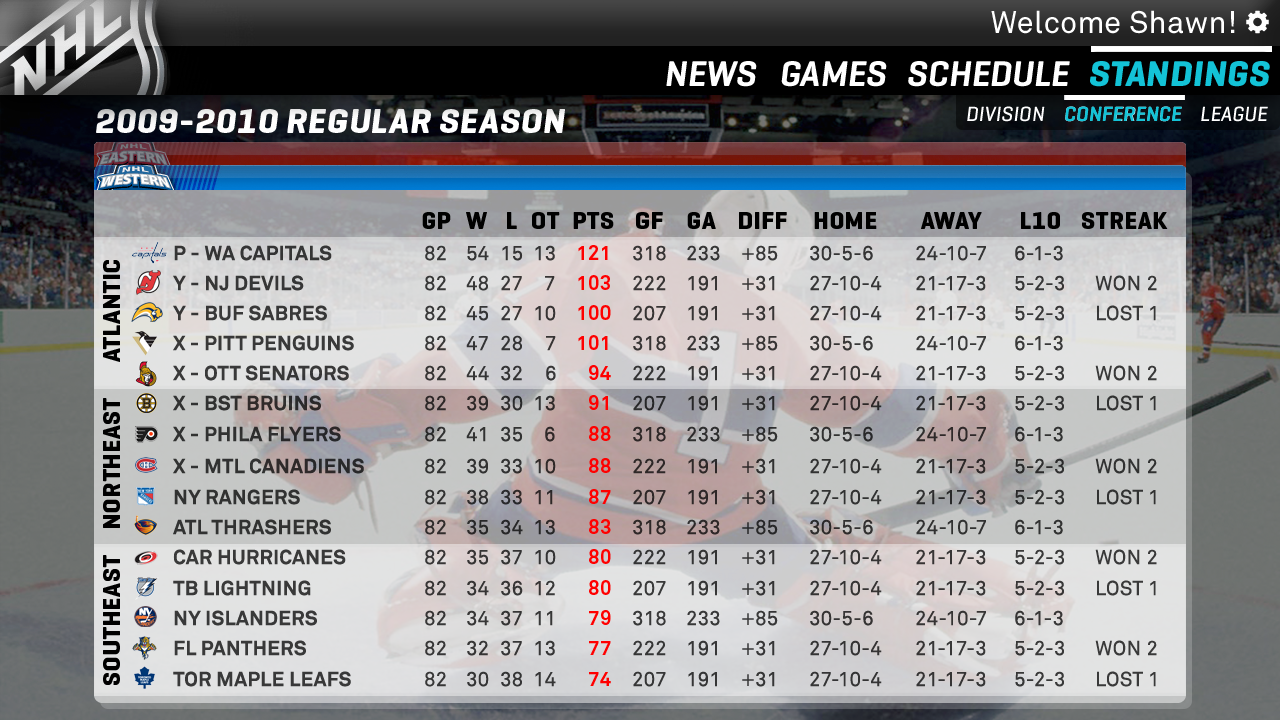 NHL
Welcome Shawn!
NEWS GAMES SCHEDULE STANDINGS
DIVISION CONFERENCE LEAGUE
2009-2010 REGULAR SEASON
NHL
EASTERN
NHL
WESTERN
GP W L OT PTS GF GA DIFF HOME AWAY L10 STREAK
ATLANTIC
capitals P - WA CAPITALS 82 54 15 13 121 318 233 +85 30-5-6 24-10-7 6-1-3
Y - NJ DEVILS 82 48 27 7 103 222 191 +31 27-10-4 21-17-3 5-2-3 WON 2
Y - BUF SABRES 82 45 27 10 100 207 191 +31 27-10-4 21-17-3 5-2-3 LOST 1
X - PITT PENGUINS 82 47 28 7 101 318 233 +85 30-5-6 24-10-7 6-1-3
X - OTT SENATORS 82 44 32 6 94 222 191 +31 27-10-4 21-17-3 5-2-3 WON 2
NORTHEAST
X - BST BRUINS 82 39 30 13 91 207 191 +31 27-10-4 21-17-3 5-2-3 LOST 1
X - PHILA FLYERS 82 41 35 6 88 318 233 +85 30-5-6 24-10-7 6-1-3
X - MTL CANADIENS 82 39 33 10 88 222 191 +31 27-10-4 21-17-3 5-2-3 WON 2
NY RANGERS 82 38 33 11 87 207 191 +31 27-10-4 21-17-3 5-2-3 LOST 1
ATL THRASHERS 82 35 34 13 83 318 233 +85 30-5-6 24-10-7 6-1-3
SOUTHEAST
CAR HURRICANES 82 35 37 10 80 222 191 +31 27-10-4 21-17-3 5-2-3 WON 2
TB LIGHTNING 82 34 36 12 80 207 191 +31 27-10-4 21-17-3 5-2-3 LOST 1
NY ISLANDERS 82 34 37 11 79 318 233 +85 30-5-6 24-10-7 6-1-3
FL PANTHERS 82 32 37 13 77 222 191 +31 27-10-4 21-17-3 5-2-3 WON 2
TOR MAPLE LEAFS 82 30 38 14 74 207 191 +31 27-10-4 21-17-3 5-2-3 LOST 1